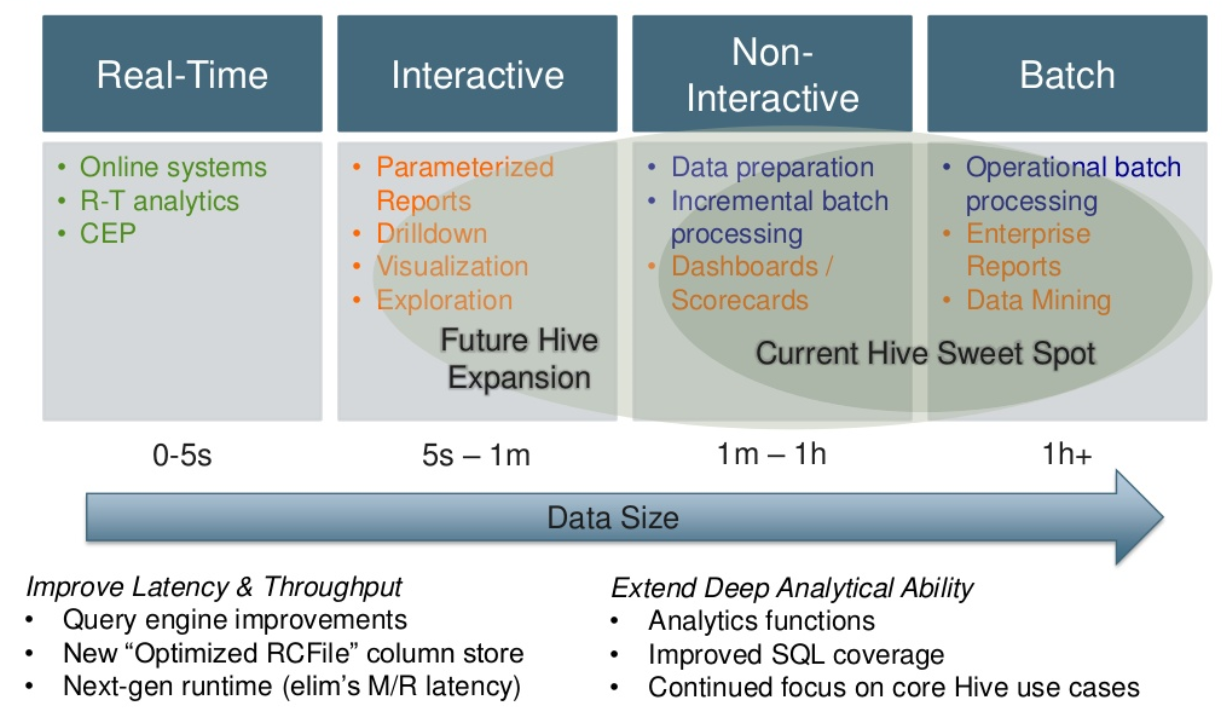 Real-Time
Interactive
Non-
Interactive
Batch
• Online systems
• R-T analytics
• CEP
• Parameterized
Reports
• Drilldown
• Visualization
• Exploration
• Data preparation
• Incremental batch
processing
• Dashboards /
Scorecards
• Operational batch
processing
• Enterprise
Reports
• Data Mining
Future Hive
Expansion
Current Hive Sweet Spot
0-5s
5s – 1m
1m – 1h
1h+
Data Size
Improve Latency & Throughput
• Query engine improvements
• New “Optimized RCFile” column store
• Next-gen runtime (elim’s M/R latency)
Extend Deep Analytical Ability
• Analytics functions
• Improved SQL coverage
• Continued focus on core Hive use cases